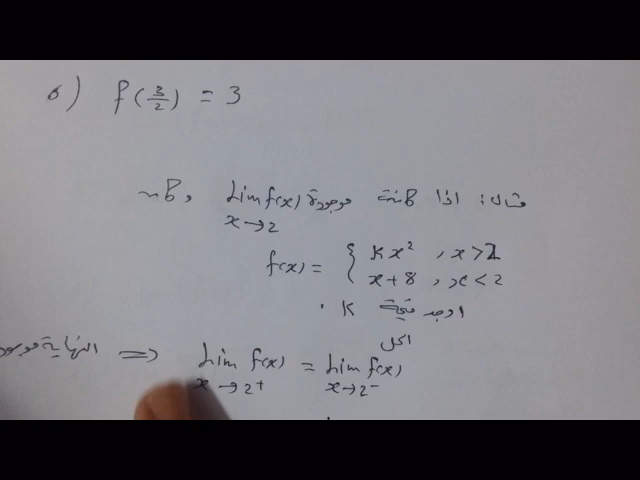 6) f(3/2) = 3
مثال: اذا كانت lim f(x) موجودة و كانت
x→2
f(x) = { kx² , x>2
x+8 , x<2
اوجد قيمة k .
الحل
النهاية ⇒ lim f(x) = lim f(x)
x→2+ x→2-